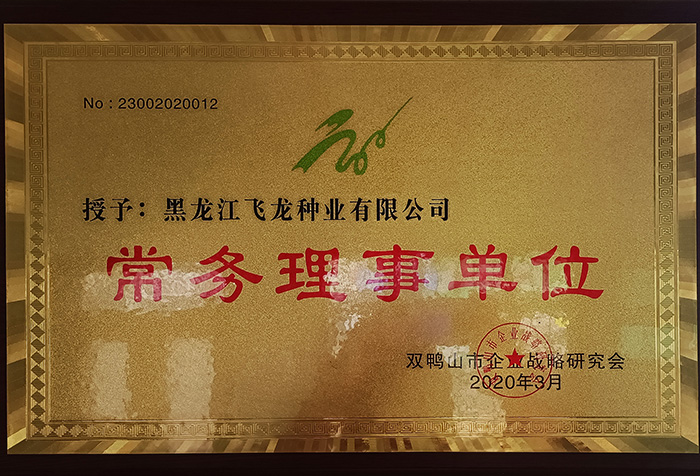 No : 23002020012
授予：黑龙江飞龙种业有限公司
常务理事单位
双鸭山市企业战略研究会
2020年3月